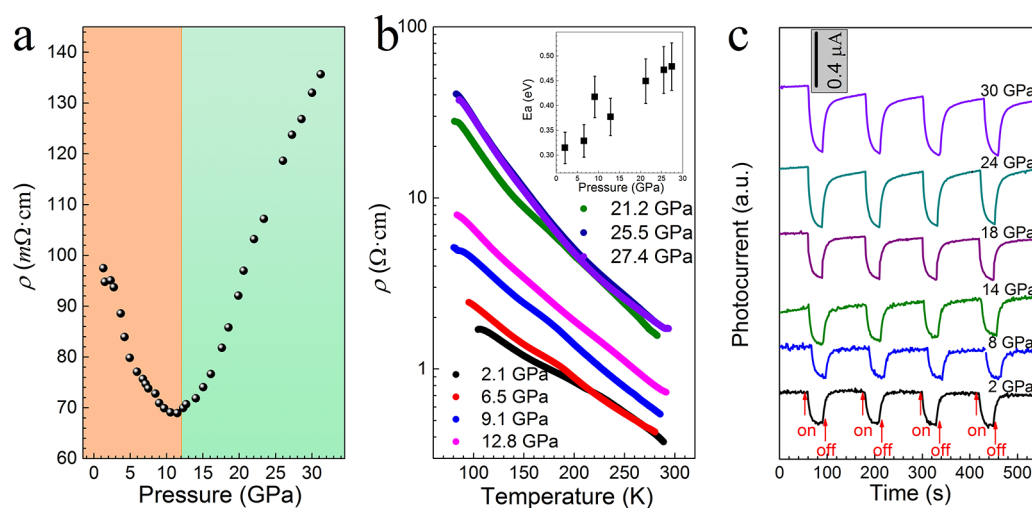 a
140
130
120
110
100
90
80
70
60
ρ (mΩ·cm)
0 5 10 15 20 25 30
Pressure (GPa)
b
100
10
1
ρ (Ω·cm)
50 100 150 200 250 300
Temperature (K)
0.50
0.45
0.40
0.35
0.30
Ea (eV)
0 5 10 15 20 25 30
Pressure (GPa)
21.2 GPa
25.5 GPa
27.4 GPa
2.1 GPa
6.5 GPa
9.1 GPa
12.8 GPa
c
0.4 μA
Photocurrent (a.u.)
30 GPa
24 GPa
18 GPa
14 GPa
8 GPa
2 GPa
on on on on
off off off off
0 100 200 300 400 500
Time (s)